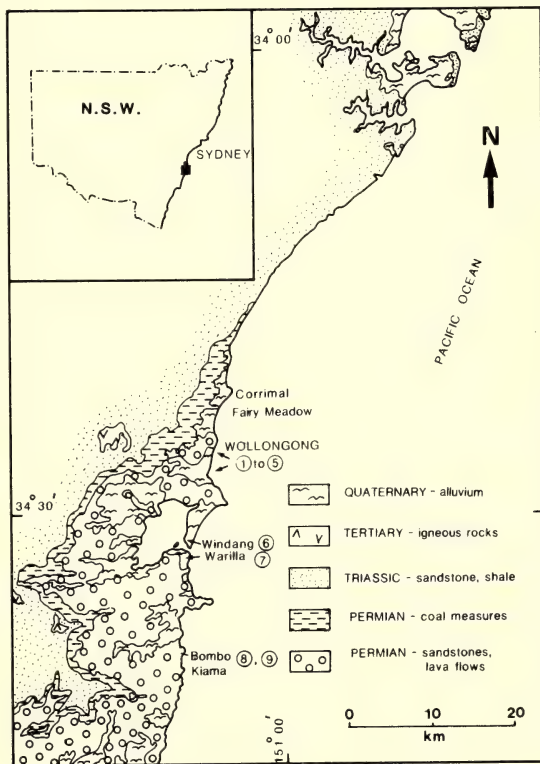 34° 00'
N.S.W.
SYDNEY
N
PACIFIC OCEAN
Corrimal
Fairy Meadow
WOLLONGONG
① to ⑤
34° 30'
Windang ⑥
Warilla ⑦
Bombo ⑧, ⑨
Kiama
QUATERNARY - alluvium
TERTIARY - igneous rocks
TRIASSIC - sandstone, shale
PERMIAN - coal measures
PERMIAN - sandstones,
lava flows
0 10 20
km
151° 00'